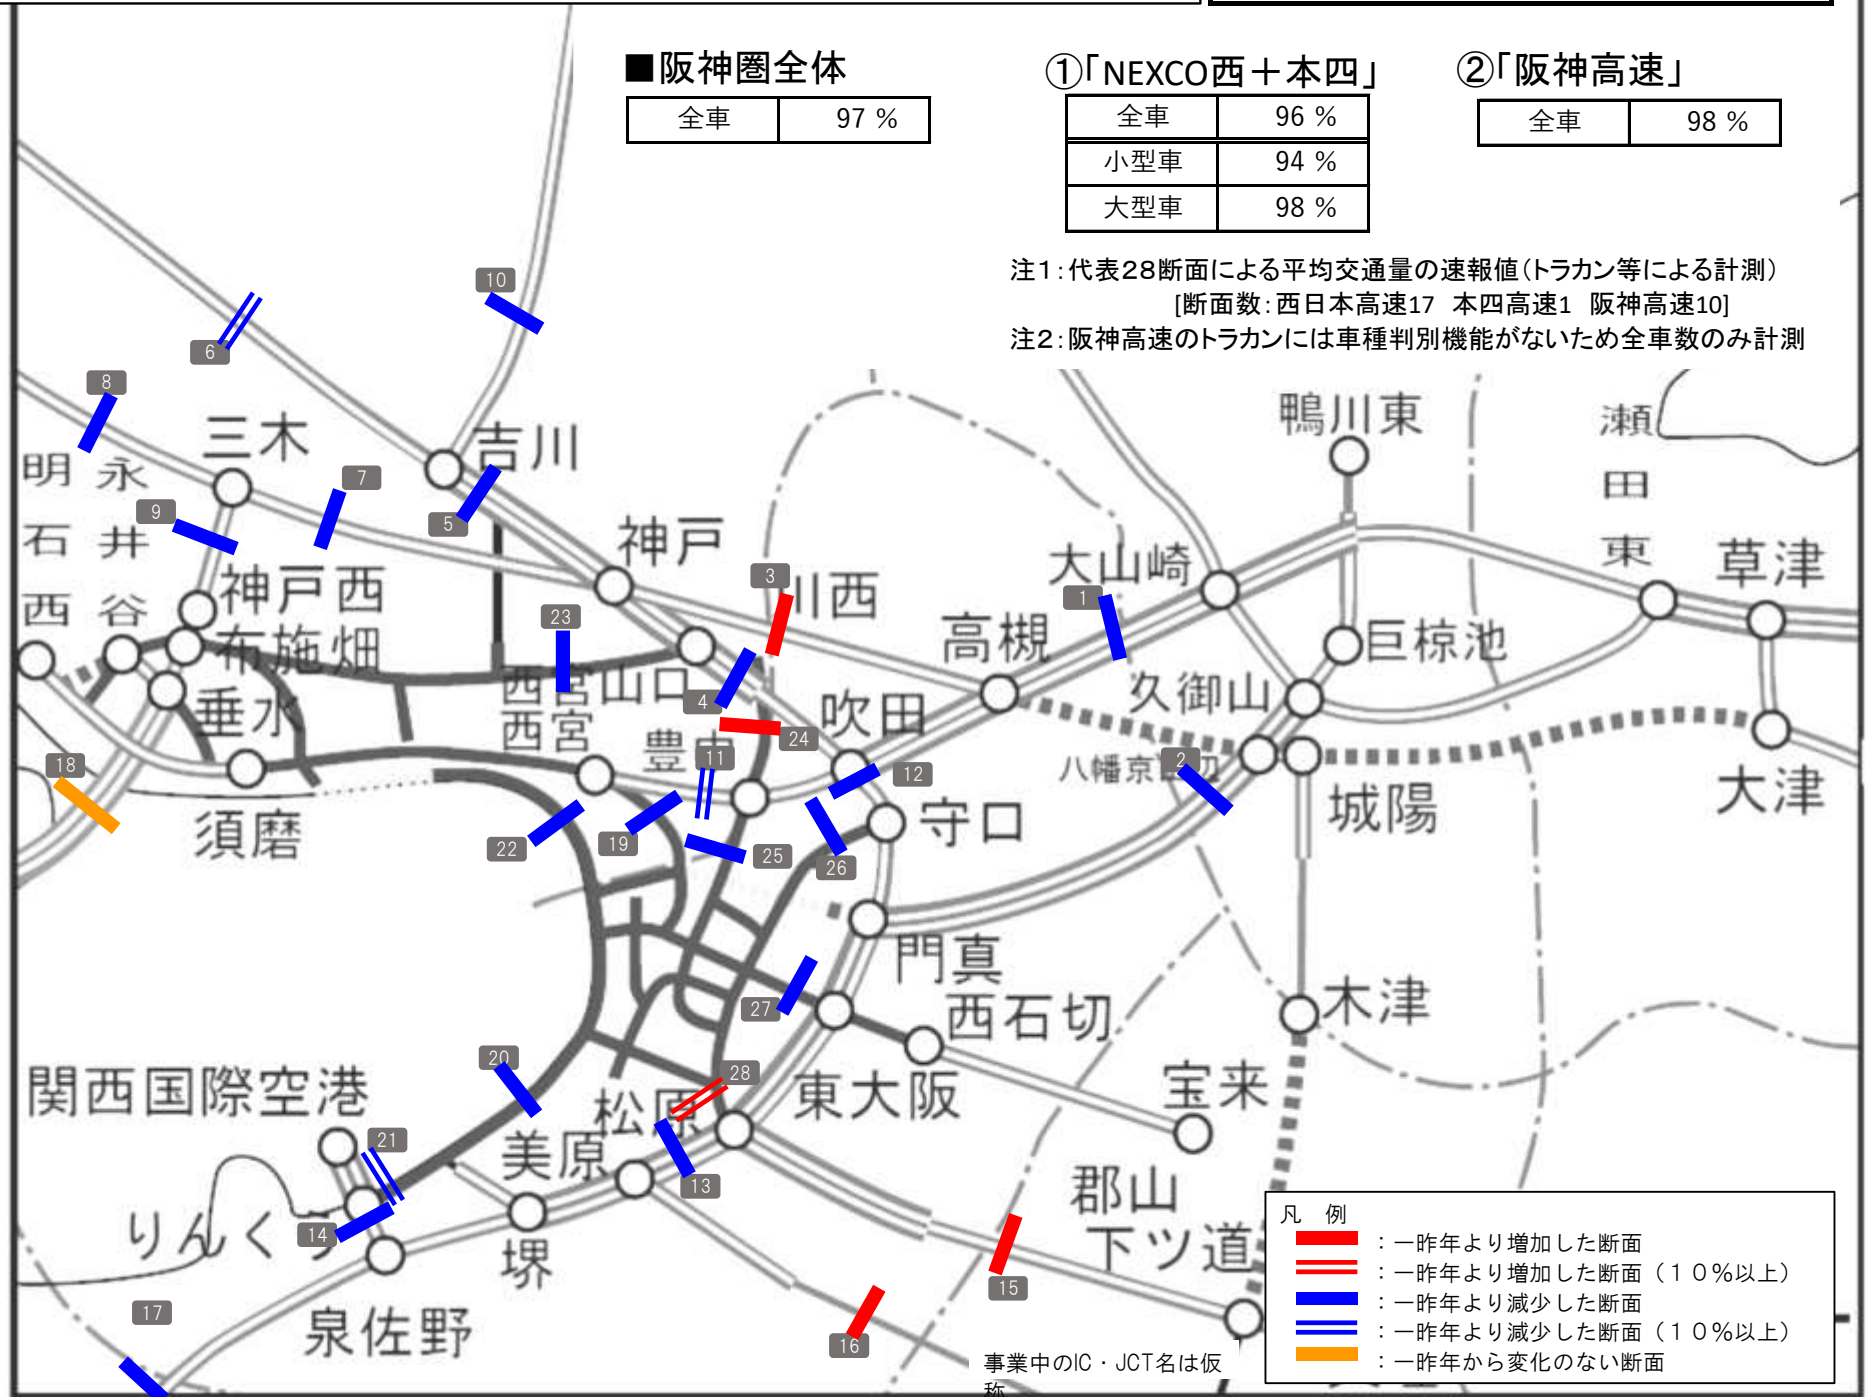 ■阪神圏全体
全車 97 %
①「NEXCO西＋本四」
全車 96 %
小型車 94 %
大型車 98 %
②「阪神高速」
全車 98 %
注１：代表２８断面による平均交通量の速報値（トラカン等による計測）
[断面数：西日本高速17 本四高速1 阪神高速10]
注２：阪神高速のトラカンには車種判別機能がないため全車数のみ計測
10
6
8
三木
吉川
鴨川東
瀬田東
明石西
永井谷
7
9
5
神戸
大山崎
草津
3
川西
1
神戸西
布施畑
23
高槻
巨椋池
西宮山口
4
久御山
垂水
西宮
24
吹田
豊中
11
12
八幡京田辺
2
18
須磨
城陽
大津
守口
22
19
25
26
門真
27
西石切
木津
20
関西国際空港
松原
28
東大阪
宝来
21
美原
13
郡山下ツ道
りんくう
14
堺
15
17
泉佐野
16
事業中のIC・JCT名は仮
称
凡 例
：一昨年より増加した断面
：一昨年より増加した断面（１０％以上）
：一昨年より減少した断面
：一昨年より減少した断面（１０％以上）
：一昨年から変化のない断面